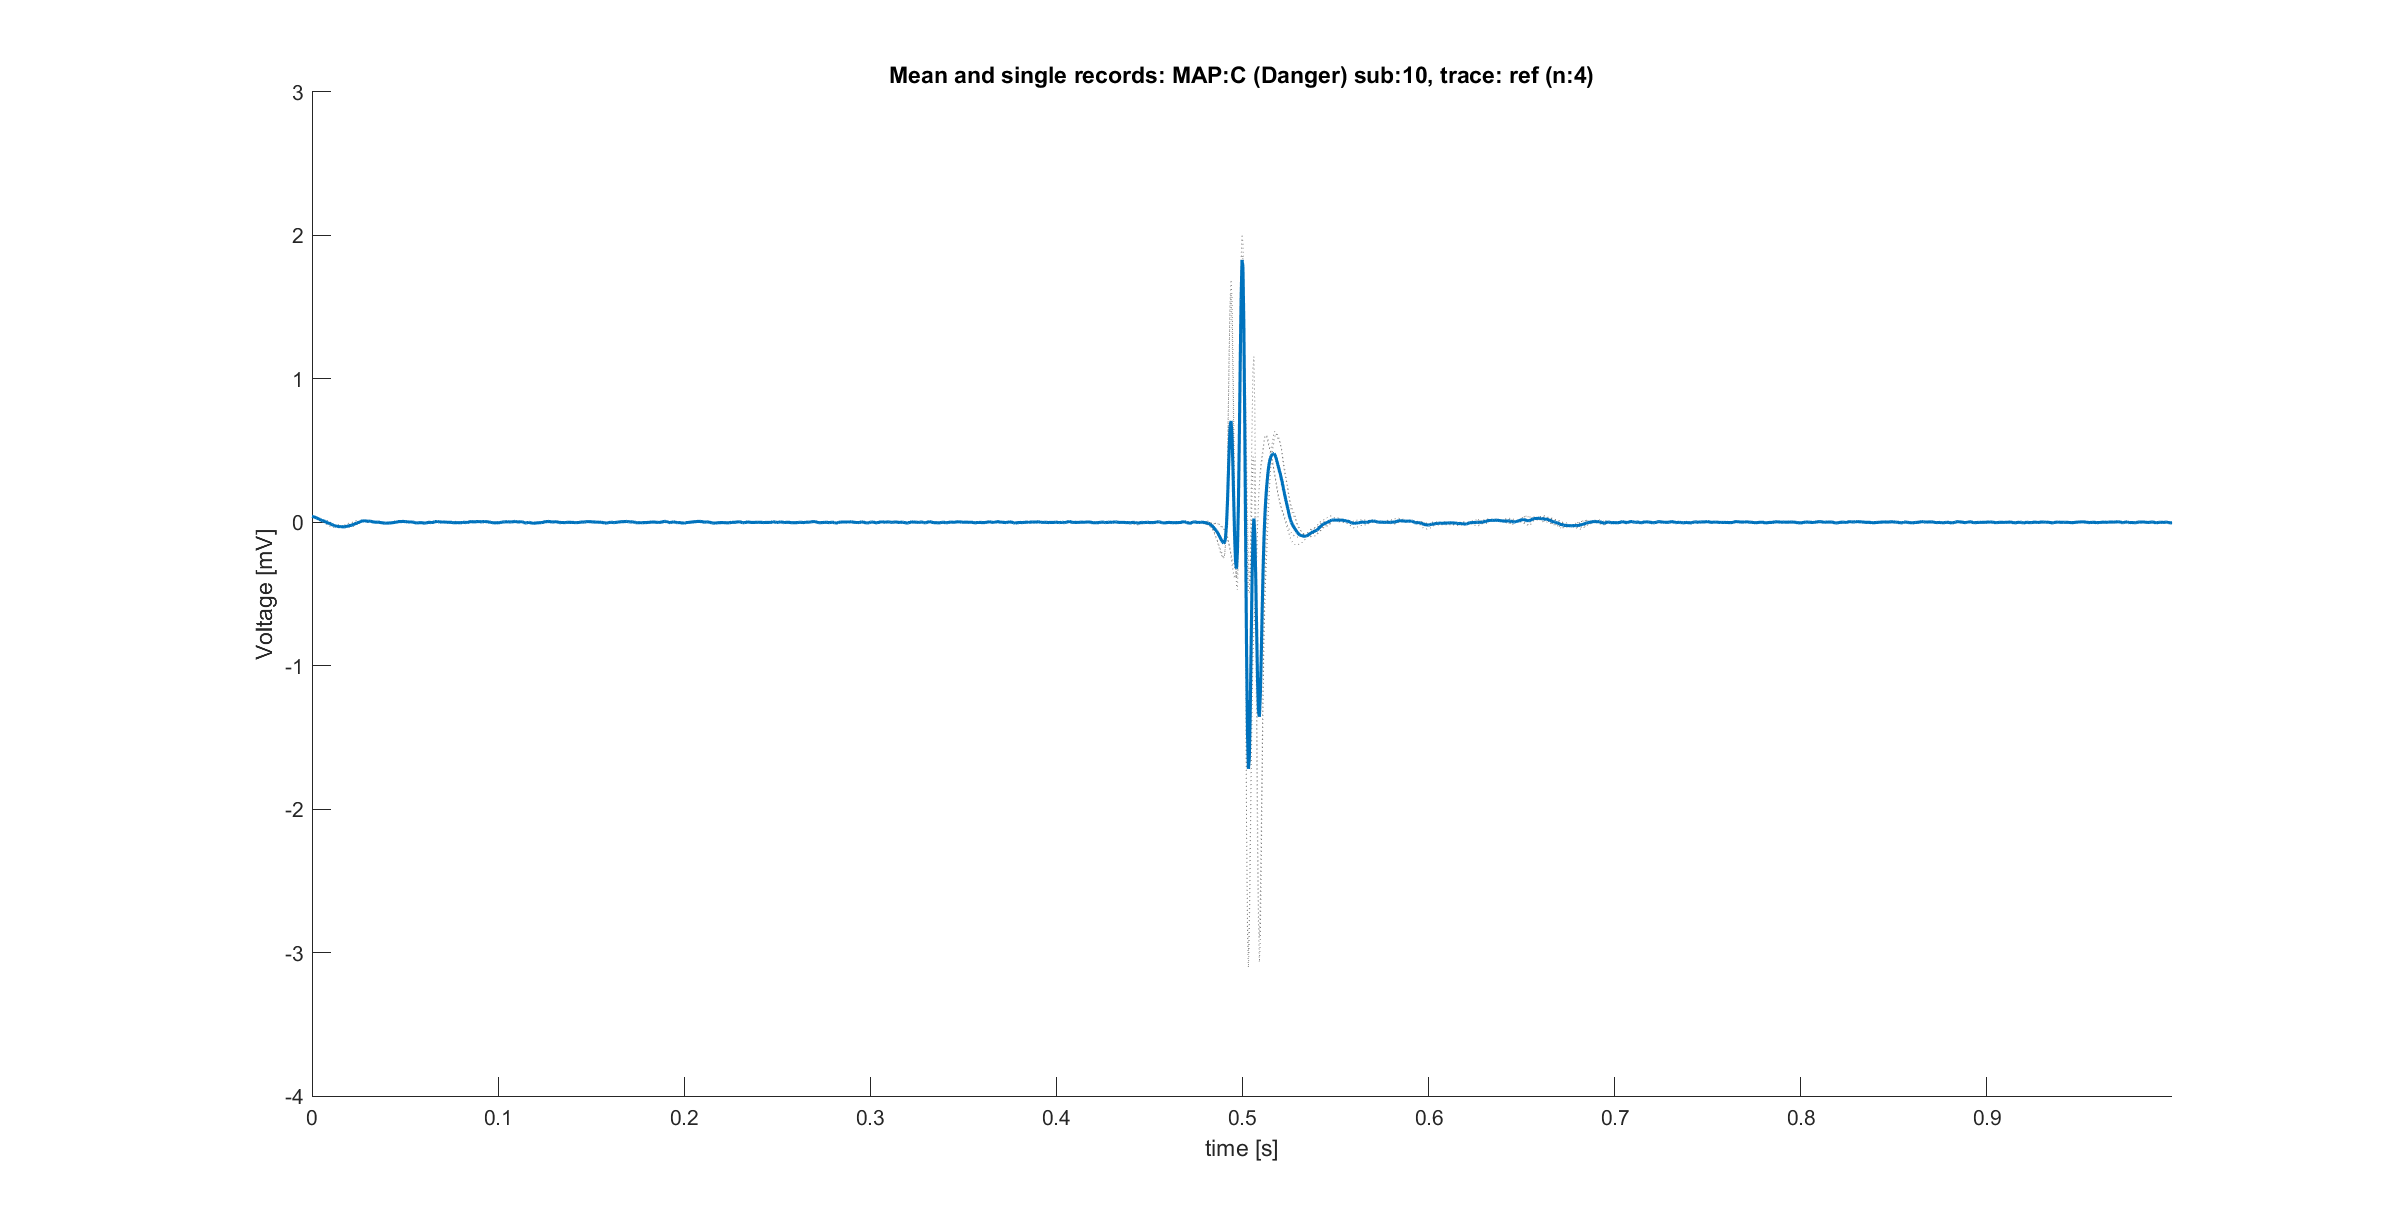 Mean and single records: MAP:C (Danger) sub:10, trace: ref (n:4)
3
2
1
0
-1
-2
-3
-4
Voltage [mV]
0 0.1 0.2 0.3 0.4 0.5 0.6 0.7 0.8 0.9
time [s]